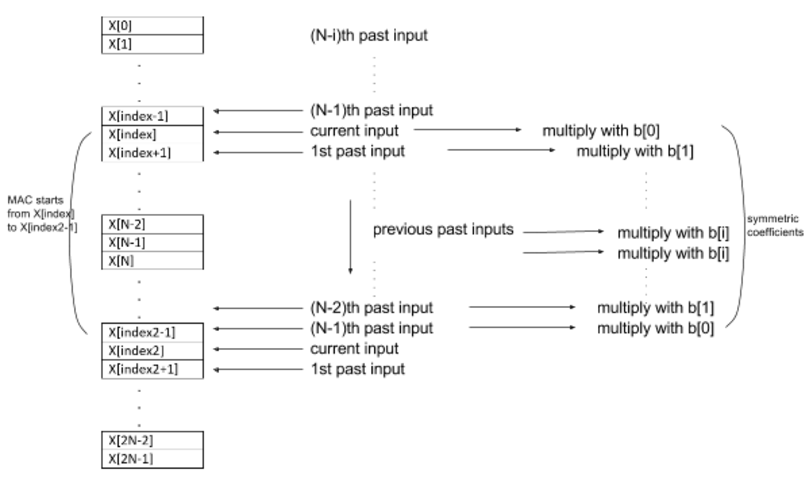 X[0]
(N-i)th past input
X[1]
X[index-1]
(N-1)th past input
X[index]
current input
multiply with b[0]
X[index+1]
1st past input
multiply with b[1]
MAC starts
from X[index]
to X[index2-1]
X[N-2]
X[N-1]
X[N]
previous past inputs
multiply with b[i]
multiply with b[i]
symmetric
coefficients
(N-2)th past input
multiply with b[1]
X[index2-1]
(N-1)th past input
multiply with b[0]
X[index2]
current input
X[index2+1]
1st past input
X[2N-2]
X[2N-1]